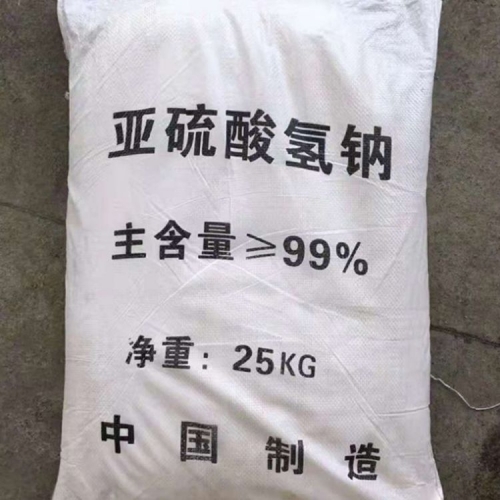 亚硫酸氢钠
主含量≥99%
净重: 25KG
中国制造